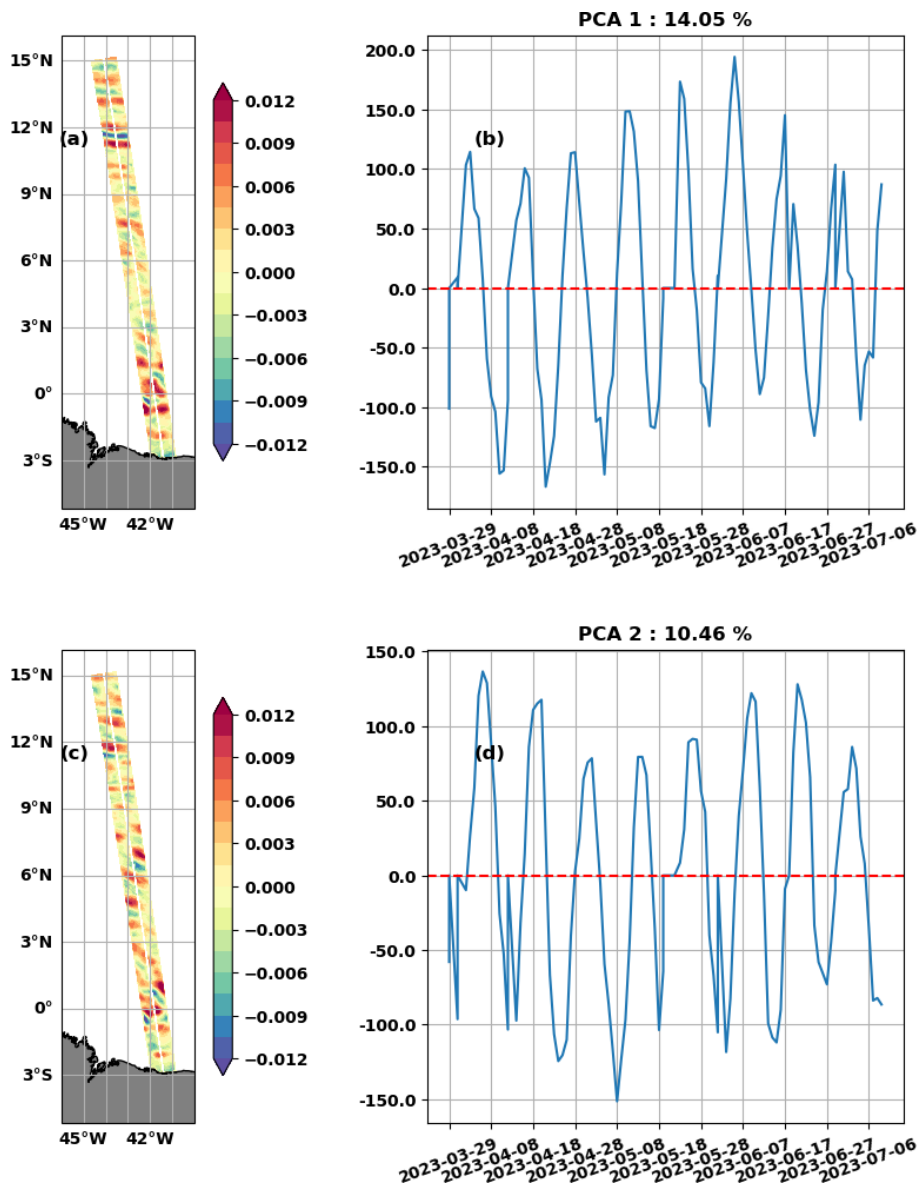 PCA 1 : 14.05 %
15°N
12°N
9°N
6°N
3°N
0°
3°S
45°W 42°W
(a)
0.012
0.009
0.006
0.003
0.000
−0.003
−0.006
−0.009
−0.012
200.0
150.0
100.0
50.0
0.0
-50.0
-100.0
-150.0
(b)
2023-03-29
2023-04-08
2023-04-18
2023-04-28
2023-05-08
2023-05-18
2023-05-28
2023-06-07
2023-06-17
2023-06-27
2023-07-06
PCA 2 : 10.46 %
15°N
12°N
9°N
6°N
3°N
0°
3°S
45°W 42°W
(c)
0.012
0.009
0.006
0.003
0.000
−0.003
−0.006
−0.009
−0.012
150.0
100.0
50.0
0.0
-50.0
-100.0
-150.0
(d)
2023-03-29
2023-04-08
2023-04-18
2023-04-28
2023-05-08
2023-05-18
2023-05-28
2023-06-07
2023-06-17
2023-06-27
2023-07-06